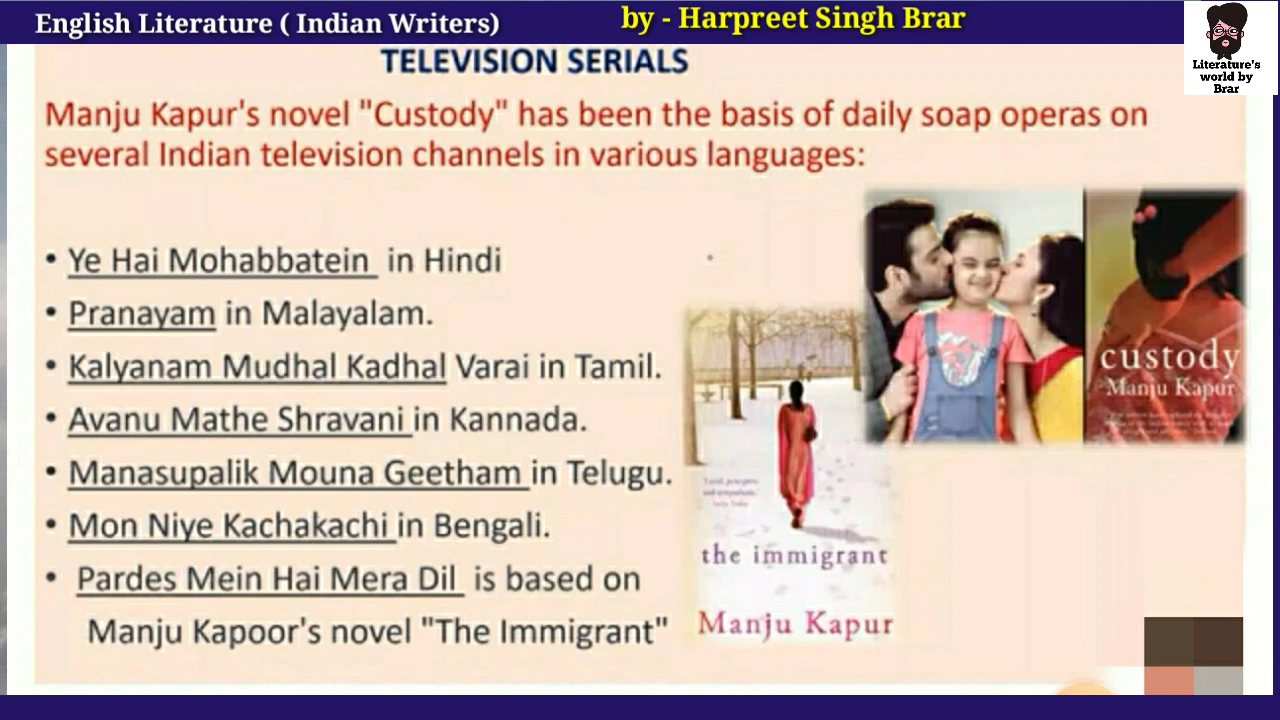 English Literature ( Indian Writers)
by - Harpreet Singh Brar
Literature's
world by
Brar
TELEVISION SERIALS
Manju Kapur's novel "Custody" has been the basis of daily soap operas on
several Indian television channels in various languages:
• Ye Hai Mohabbatein in Hindi
• Pranayam in Malayalam.
• Kalyanam Mudhal Kadhal Varai in Tamil.
• Avanu Mathe Shravani in Kannada.
• Manasupalik Mouna Geetham in Telugu.
• Mon Niye Kachakachi in Bengali.
• Pardes Mein Hai Mera Dil is based on
Manju Kapoor's novel "The Immigrant"
custody
Manju Kapur
the immigrant
Manju Kapur